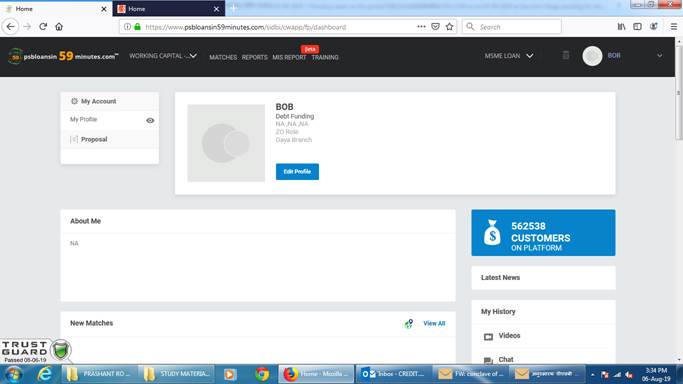 Home
Home
https://www.psbloansin59minutes.com/sidbi/cwapp/fp/dashboard
Search
psbloansin 59 minutes.com
WORKING CAPITAL -...
MATCHES REPORTS MIS REPORT TRAINING
Beta
MSME LOAN
BOB
My Account
My Profile
Proposal
BOB
Debt Funding
NA ,NA ,NA
ZO Role
Gaya Branch
Edit Profile
About Me
NA
562538
CUSTOMERS
ON PLATFORM
Latest News
New Matches
View All
My History
Videos
Chat
TRUST
GUARD
Passed 08-06-19
PRASHANT RO ...
STUDY MATERIA...
Home - Mozilla ...
Inbox - CREDIT....
FW: conclave of ...
3:34 PM
06-Aug-19